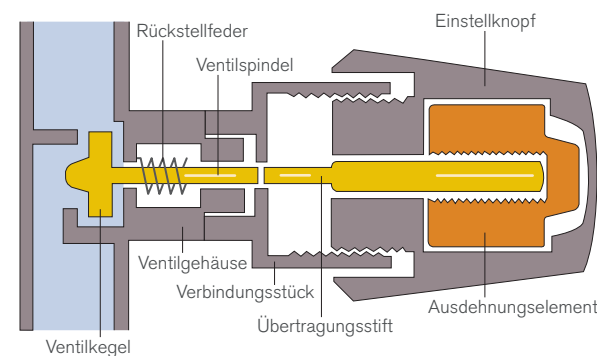 Einstellknopf
Rückstellfeder
Ventilspindel
Ventilgehäuse
Verbindungsstück
Ausdehnungselement
Übertragungsstift
Ventilkegel